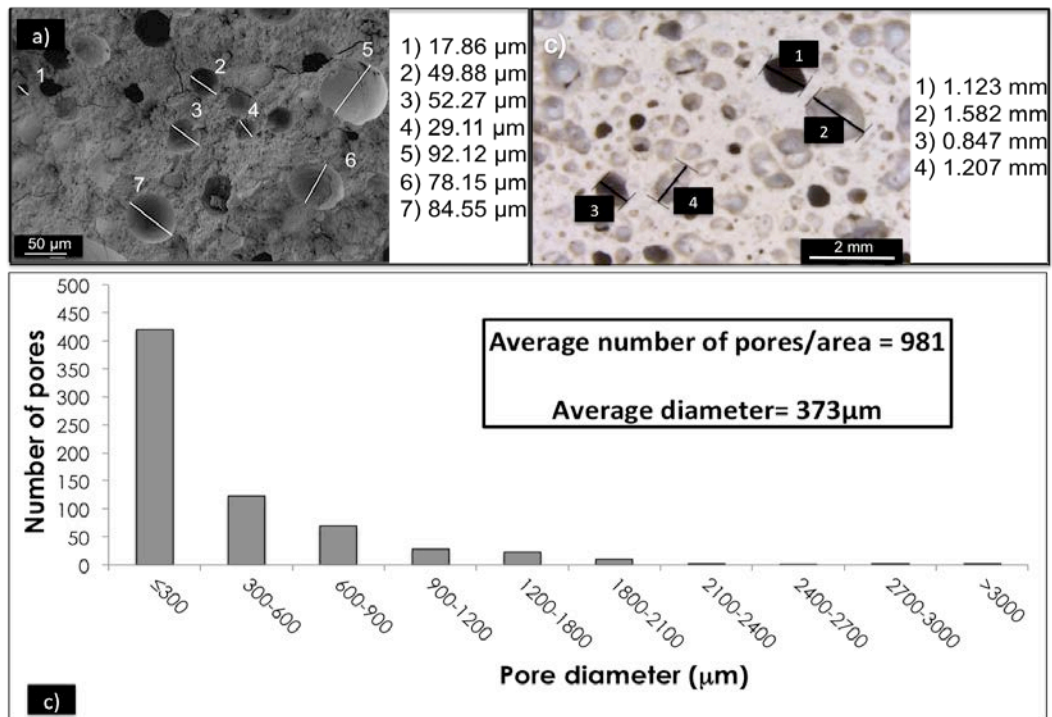 a)
1
2
3
4
5
6
7
50 µm
1) 17.86 µm
2) 49.88 µm
3) 52.27 µm
4) 29.11 µm
5) 92.12 µm
6) 78.15 µm
7) 84.55 µm
c)
1
2
3
4
2 mm
1) 1.123 mm
2) 1.582 mm
3) 0.847 mm
4) 1.207 mm
Number of pores
500
450
400
350
300
250
200
150
100
50
0
Average number of pores/area = 981
Average diameter= 373µm
≤300
300-600
600-900
900-1200
1200-1800
1800-2100
2100-2400
2400-2700
2700-3000
>3000
Pore diameter (µm)
c)